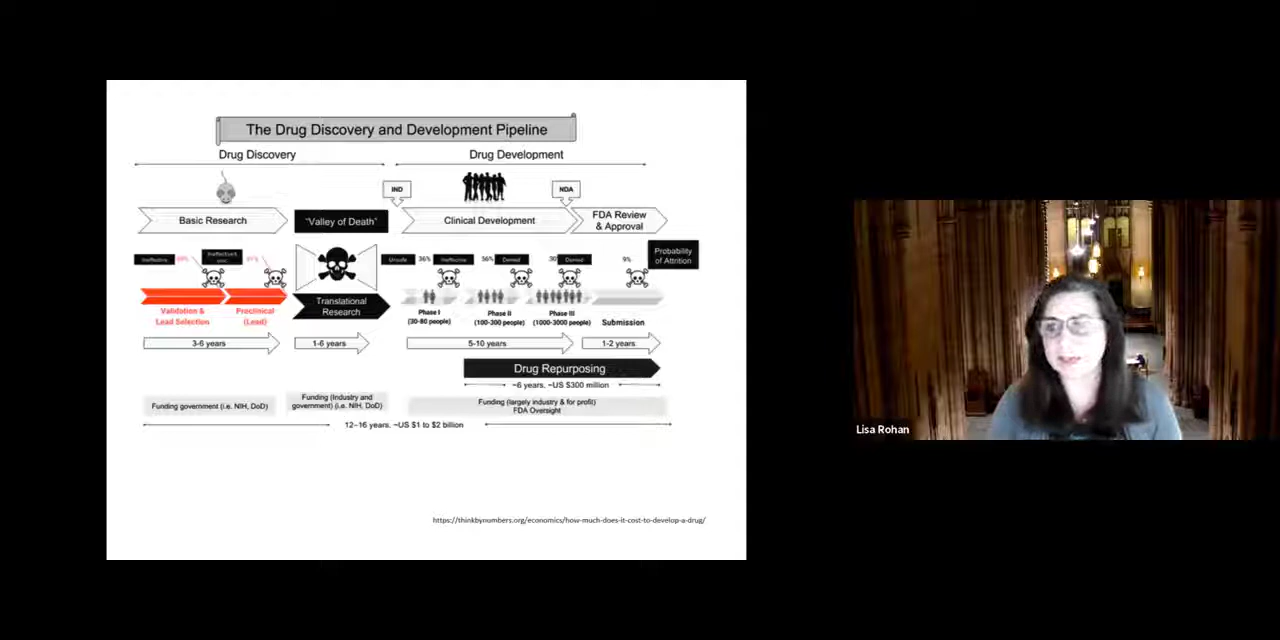 The Drug Discovery and Development Pipeline
Drug Discovery
Drug Development
IND
NDA
Basic Research
"Valley of Death"
Clinical Development
FDA Review
& Approval
Probability
of Attrition
Ineffective
Unsafe
36%
Ineffective
56%
Denied
Denied
9%
Validation &
Lead Selection
Preclinical
(Lead)
Translational
Research
Phase I
(30-80 people)
Phase II
(100-300 people)
Phase III
(1000-3000 people)
Submission
3-6 years
1-6 years
5-10 years
1-2 years
Drug Repurposing
~6 years. ~US $300 million
Funding government (i.e. NIH, DoD)
Funding (Industry and
government) (i.e. NIH, DoD)
Funding (largely industry & for profit)
FDA Oversight
12–16 years. ~US $1 to $2 billion
https://thinkbynumbers.org/economics/how-much-does-it-cost-to-develop-a-drug/
Lisa Rohan